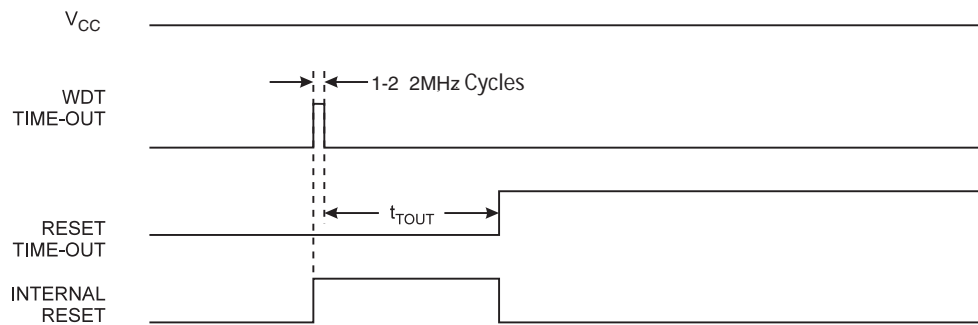 VCC
1-2 2MHz Cycles
WDT
TIME-OUT
tTOUT
RESET
TIME-OUT
INTERNAL
RESET